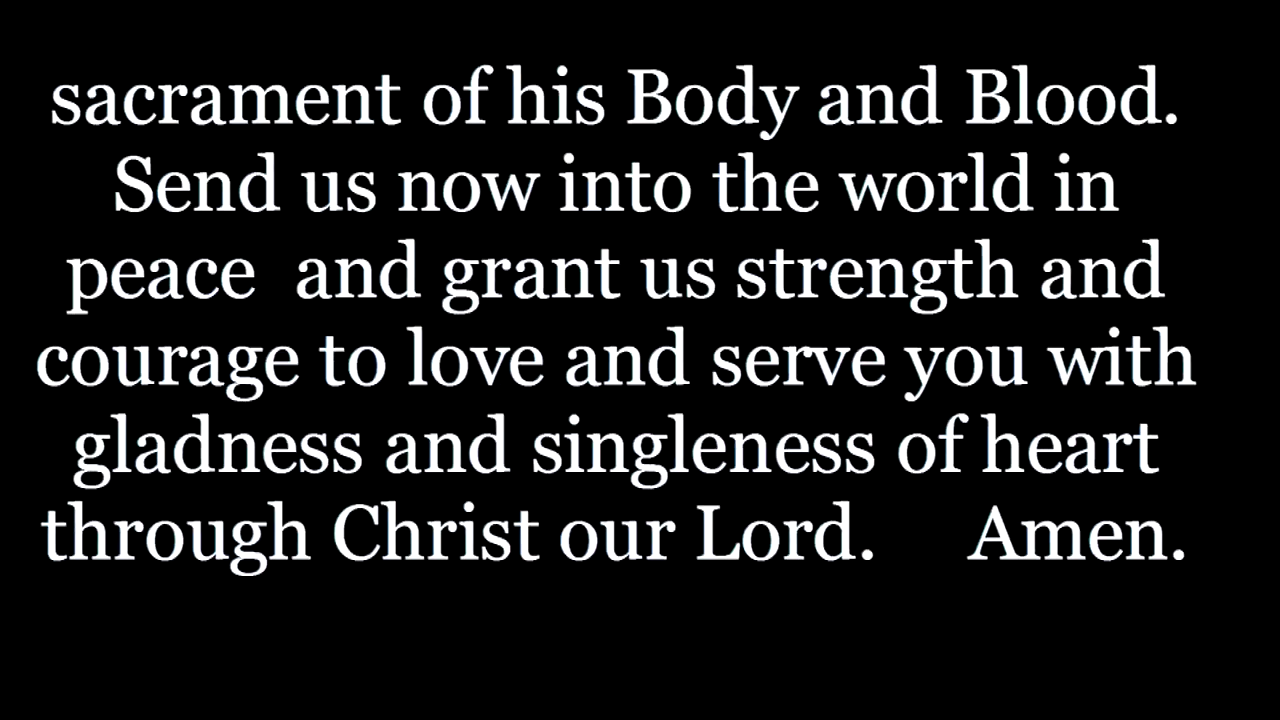 sacrament of his Body and Blood.
Send us now into the world in
peace  and grant us strength and
courage to love and serve you with
gladness and singleness of heart
through Christ our Lord.     Amen.